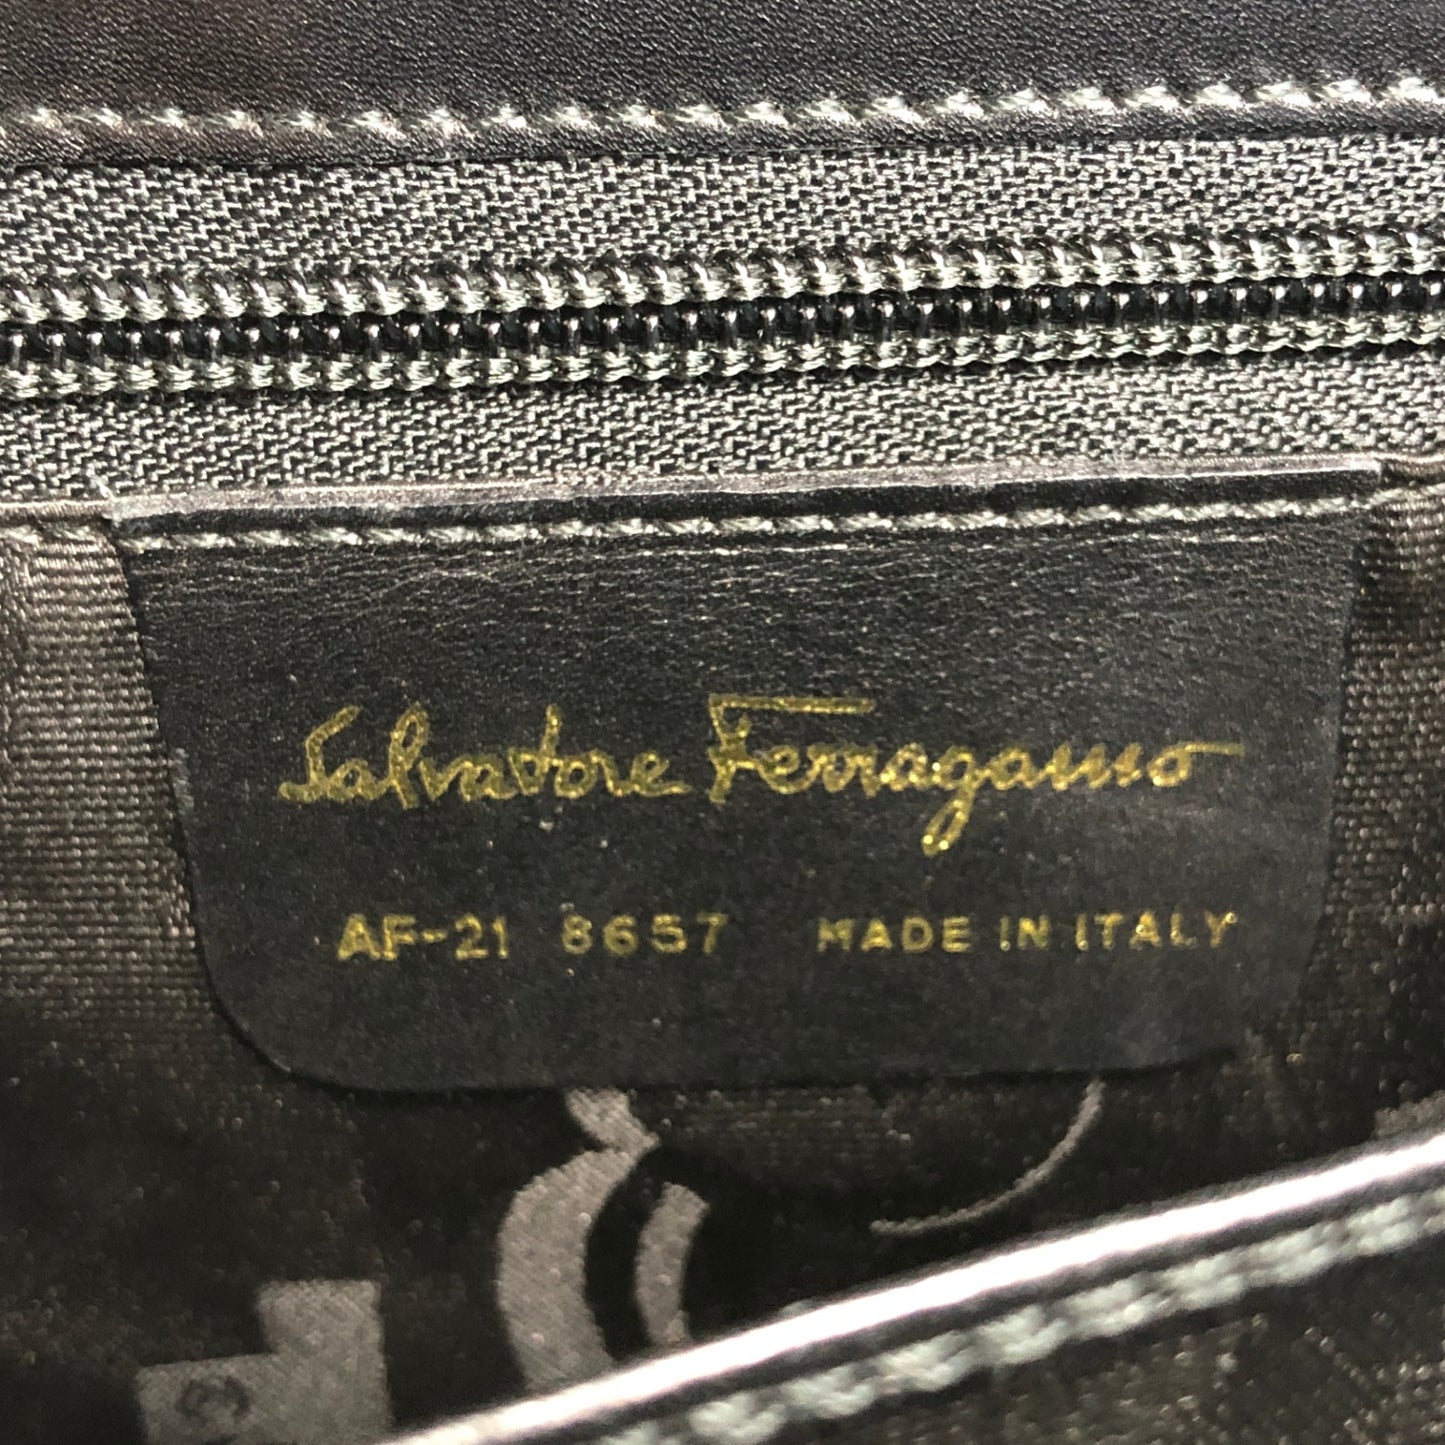 Salvatore Ferragamo
AF-21 8657 MADE IN ITALY